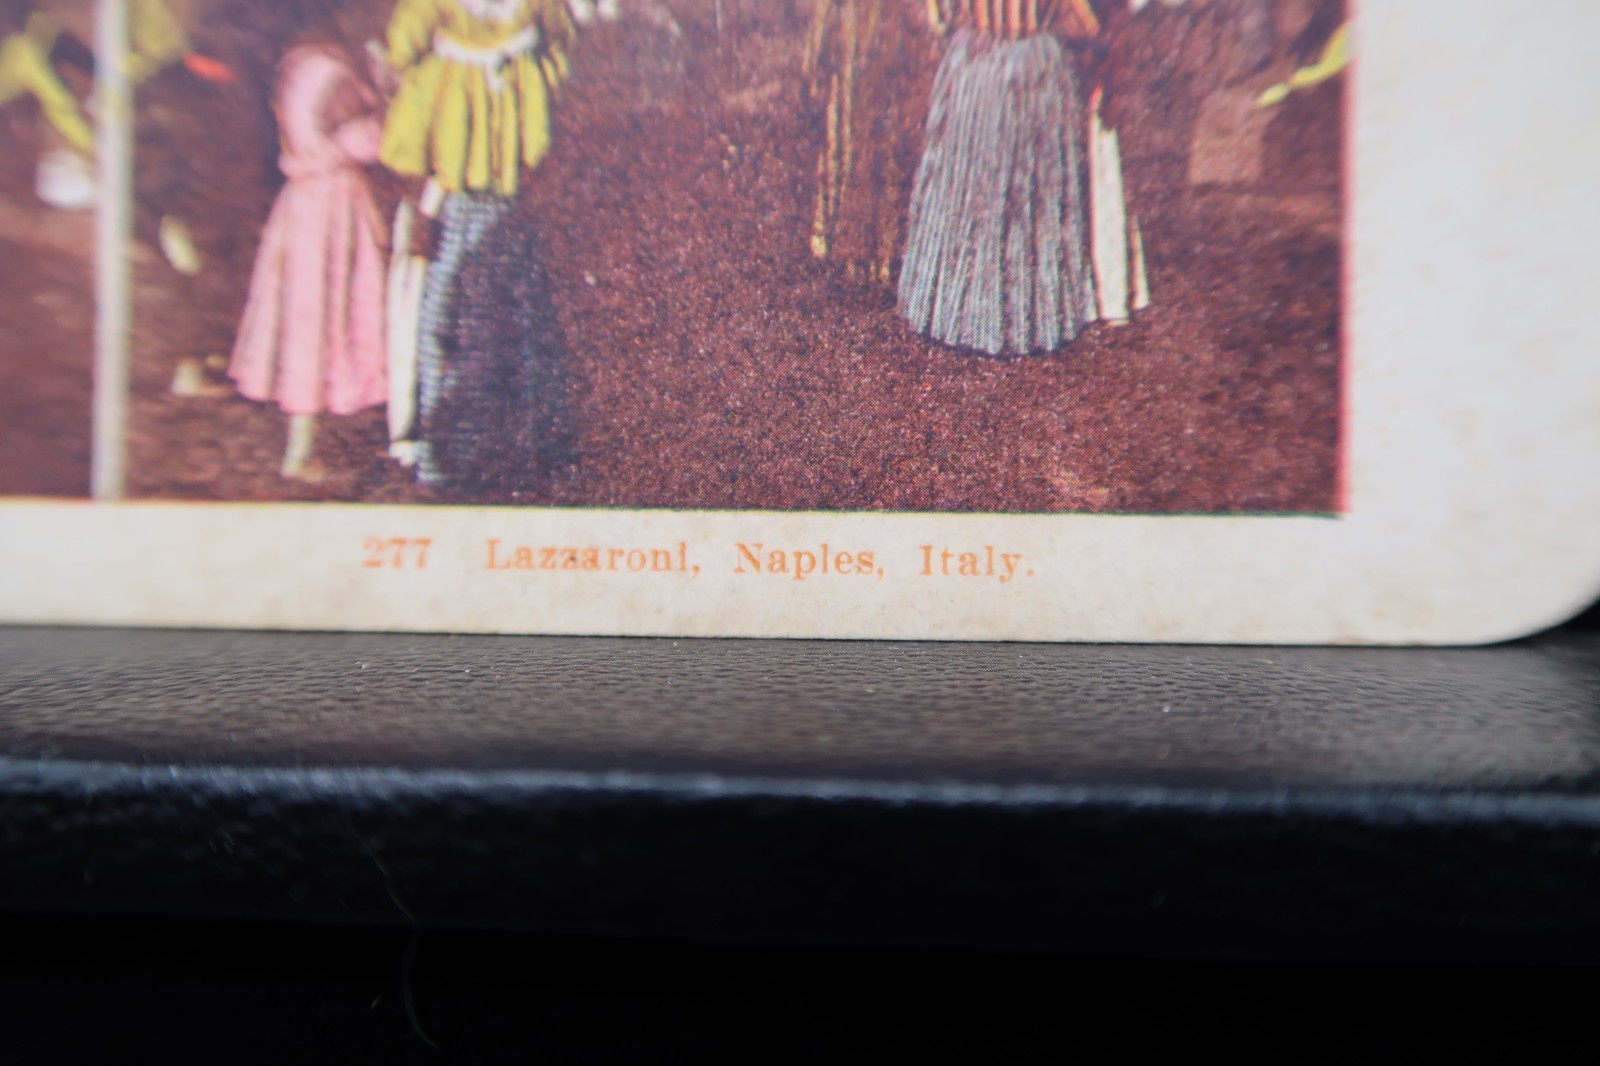 277 Lazzaroni, Naples, Italy.